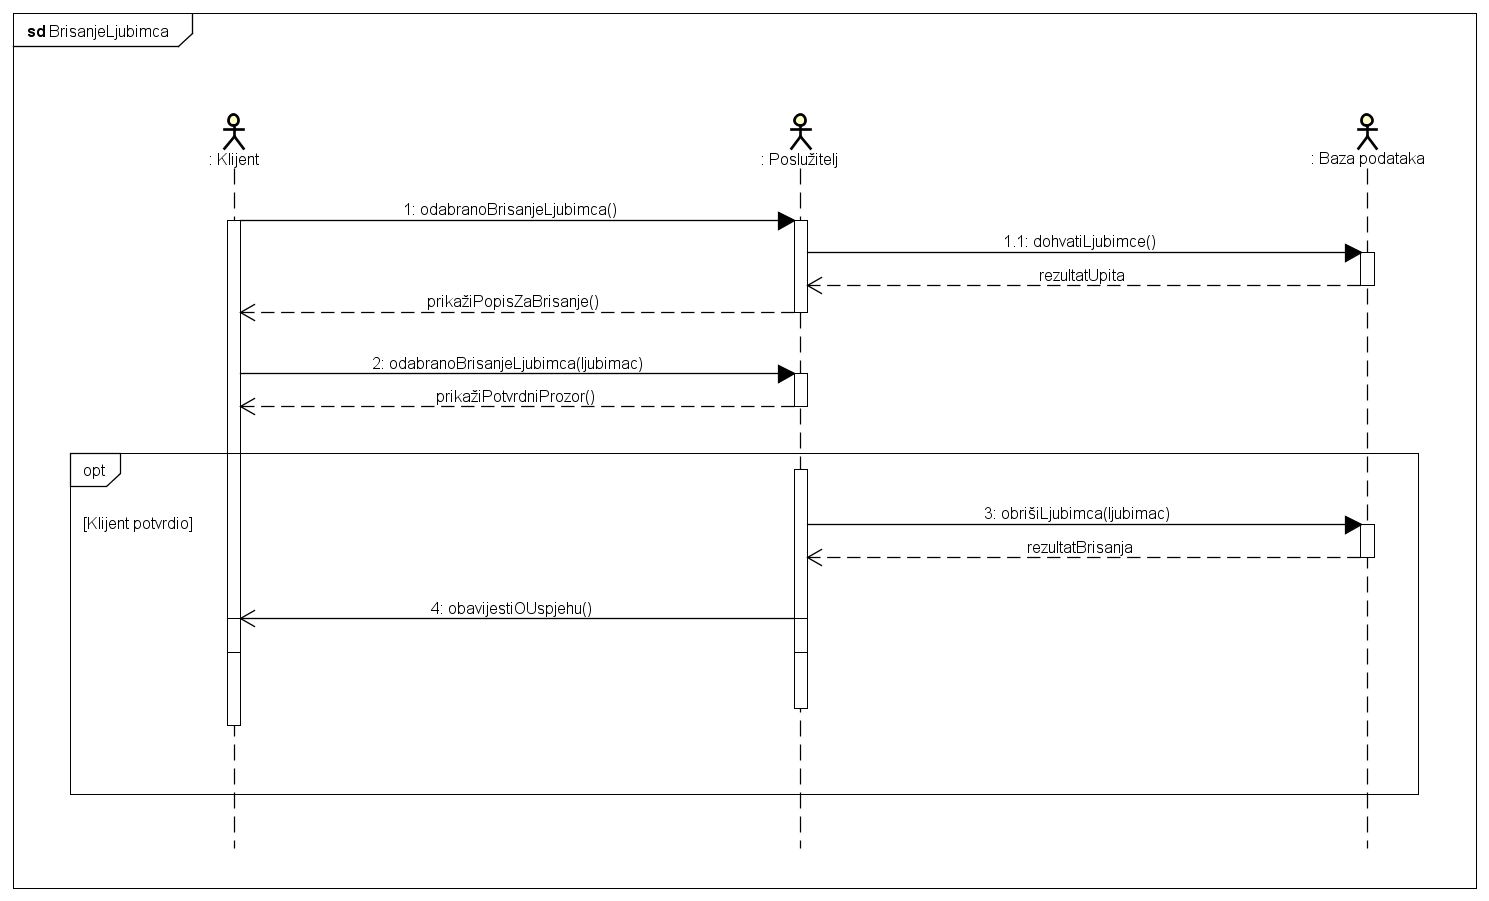 sd BrisanjeLjubimca
: Klijent
: Poslužitelj
: Baza podataka
1: odabranoBrisanjeLjubimca()
1.1: dohvatiLjubimce()
rezultatUpita
prikažiPopisZaBrisanje()
2: odabranoBrisanjeLjubimca(ljubimac)
prikažiPotvrdniProzor()
opt
[Klijent potvrdio]
3: obrišiLjubimca(ljubimac)
rezultatBrisanja
4: obavijestiOUspjehu()